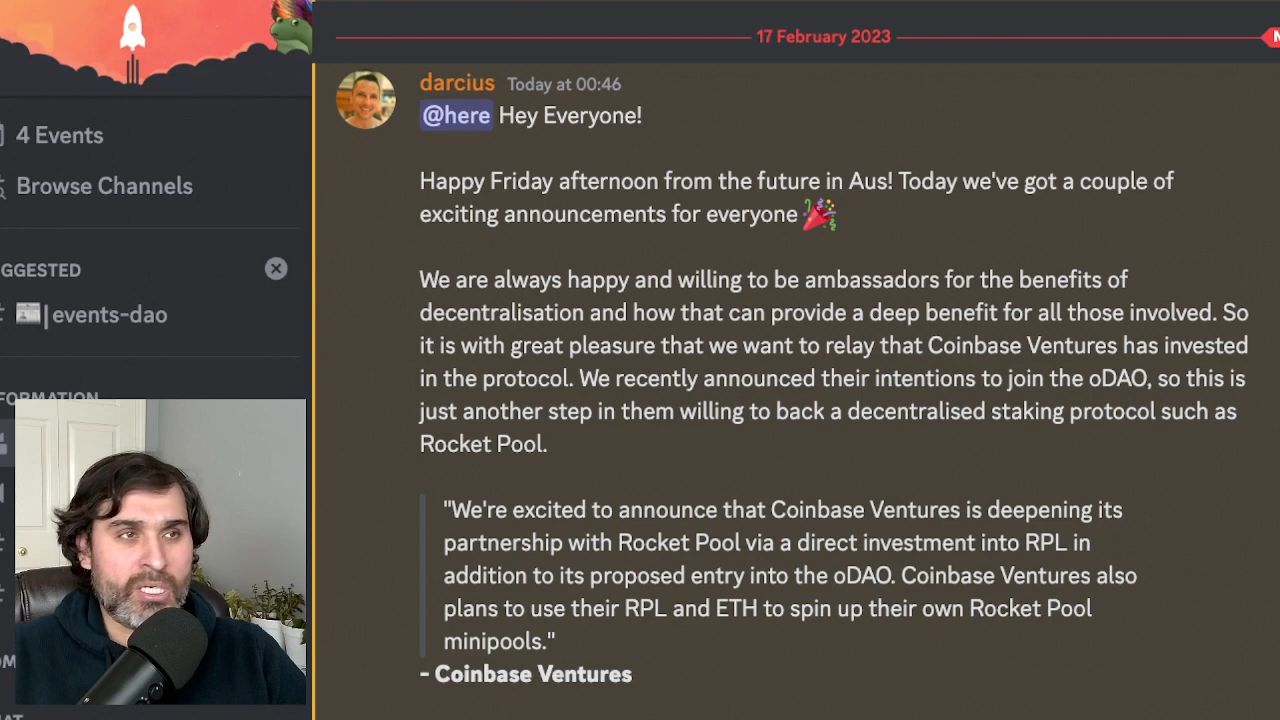 17 February 2023
N
4 Events
Browse Channels
GGESTED
events-dao
FORMATION
OM
darcius Today at 00:46
@here Hey Everyone!
Happy Friday afternoon from the future in Aus! Today we've got a couple of
exciting announcements for everyone
We are always happy and willing to be ambassadors for the benefits of
decentralisation and how that can provide a deep benefit for all those involved. So
it is with great pleasure that we want to relay that Coinbase Ventures has invested
in the protocol. We recently announced their intentions to join the oDAO, so this is
just another step in them willing to back a decentralised staking protocol such as
Rocket Pool.
"We're excited to announce that Coinbase Ventures is deepening its
partnership with Rocket Pool via a direct investment into RPL in
addition to its proposed entry into the oDAO. Coinbase Ventures also
plans to use their RPL and ETH to spin up their own Rocket Pool
minipools."
- Coinbase Ventures